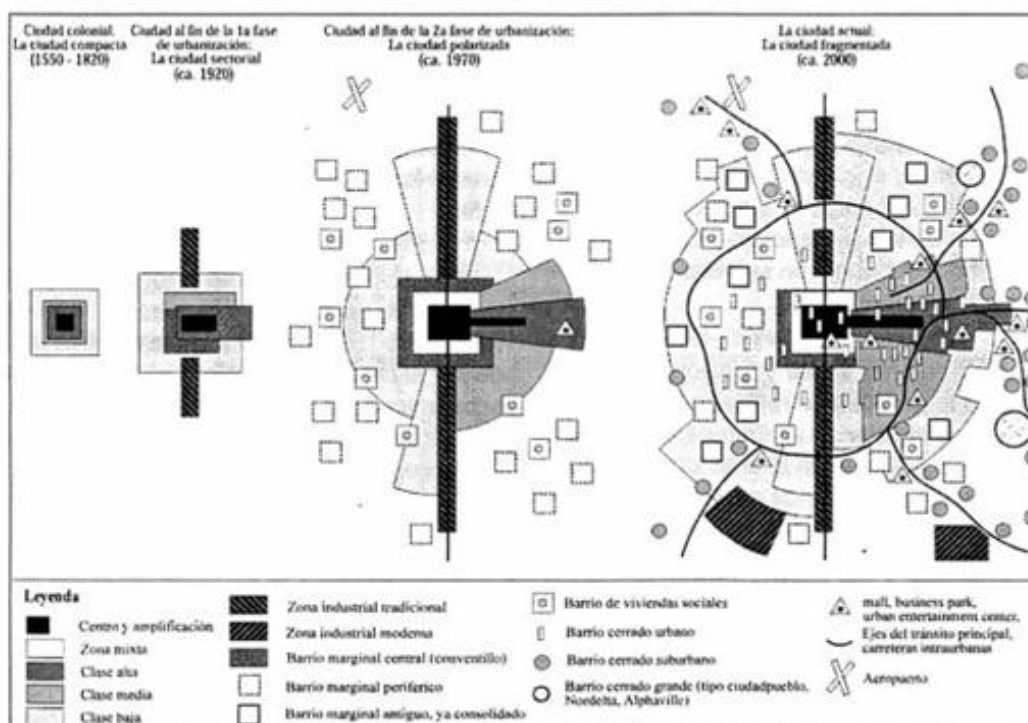 Ciudad colonial:
La ciudad compacta
(1550 - 1820)
Ciudad al fin de la 1a fase
de urbanización:
La ciudad sectorial
(ca. 1920)
Ciudad al fin de la 2a fase de urbanización:
La ciudad polarizada
(ca. 1970)
La ciudad actual:
La ciudad fragmentada
(ca. 2000)
Leyenda
Centro y amplificación
Zona mixta
Clase alta
Clase media
Clase baja
Zona industrial tradicional
Zona industrial moderna
Barrio marginal central (conventillo)
Barrio marginal periférico
Barrio marginal antiguo, ya consolidado
Barrio de viviendas sociales
Barrio cerrado urbano
Barrio cerrado suburbano
Barrio cerrado grande (tipo ciudadpueblo,
Nordelta, Alphaville)
mall, business park,
urban entertainment center,
Ejes del tránsito principal,
carreteras intraurbanas
Aeropuerto